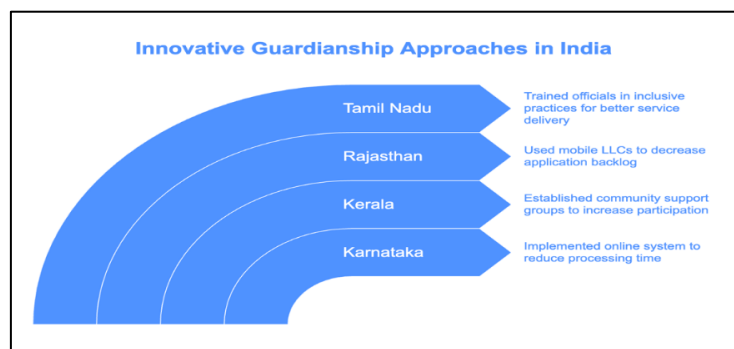 Innovative Guardianship Approaches in India
Tamil Nadu
Trained officials in inclusive
practices for better service
delivery
Rajasthan
Used mobile LLCs to decrease
application backlog
Kerala
Established community support
groups to increase participation
Karnataka
Implemented online system to
reduce processing time